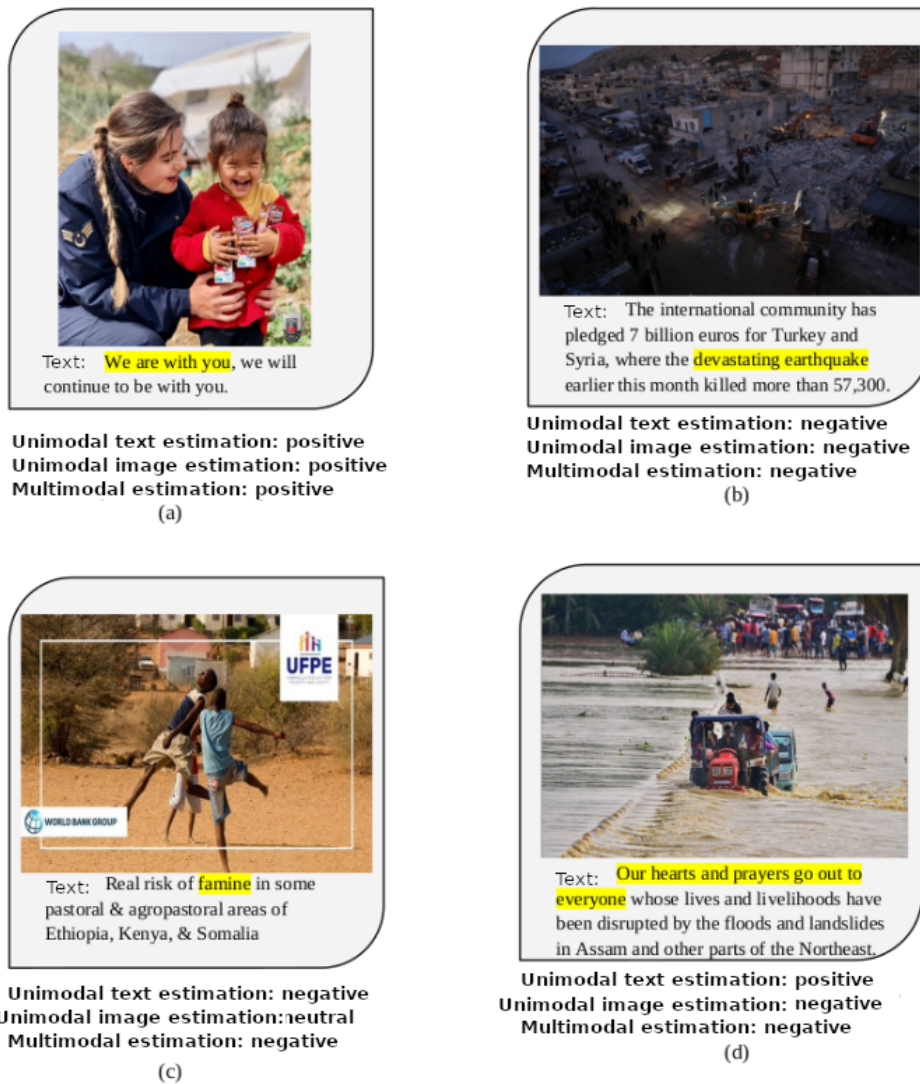 Text: We are with you, we will
continue to be with you.
Unimodal text estimation: positive
Unimodal image estimation: positive
Multimodal estimation: positive
(a)
Text: The international community has
pledged 7 billion euros for Turkey and
Syria, where the devastating earthquake
earlier this month killed more than 57,300.
Unimodal text estimation: negative
Unimodal image estimation: negative
Multimodal estimation: negative
(b)
UFPE
WORLD BANK GROUP
Text: Real risk of famine in some
pastoral & agropastoral areas of
Ethiopia, Kenya, & Somalia
Unimodal text estimation: negative
Unimodal image estimation:neutral
Multimodal estimation: negative
(c)
Text: Our hearts and prayers go out to
everyone whose lives and livelihoods have
been disrupted by the floods and landslides
in Assam and other parts of the Northeast.
Unimodal text estimation: positive
Unimodal image estimation: negative
Multimodal estimation: negative
(d)